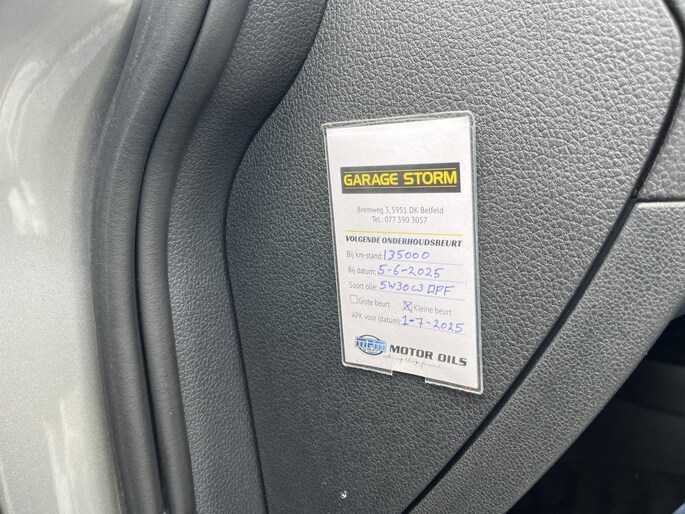 GARAGE STORM
Bremweg 3, 5951 DK Belfeld
Tel.: 077 390 3057
VOLGENDE ONDERHOUDSBEURT
Bij km-stand: 135000
Bij datum: 5-6-2025
Soort olie: 5W30 C3 DPF
Grote beurt Kleine beurt
APK voor (datum): 1-7-2025
MPM MOTOR OILS